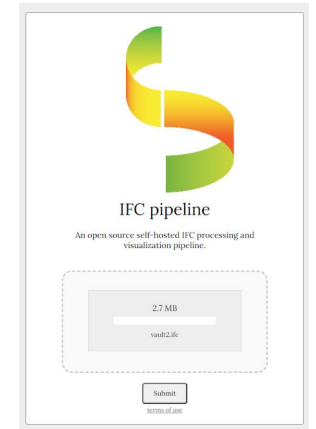 IFC pipeline
An open source self-hosted IFC processing and
visualization pipeline.
2.7 MB
vault2.ifc
Submit
terms of use